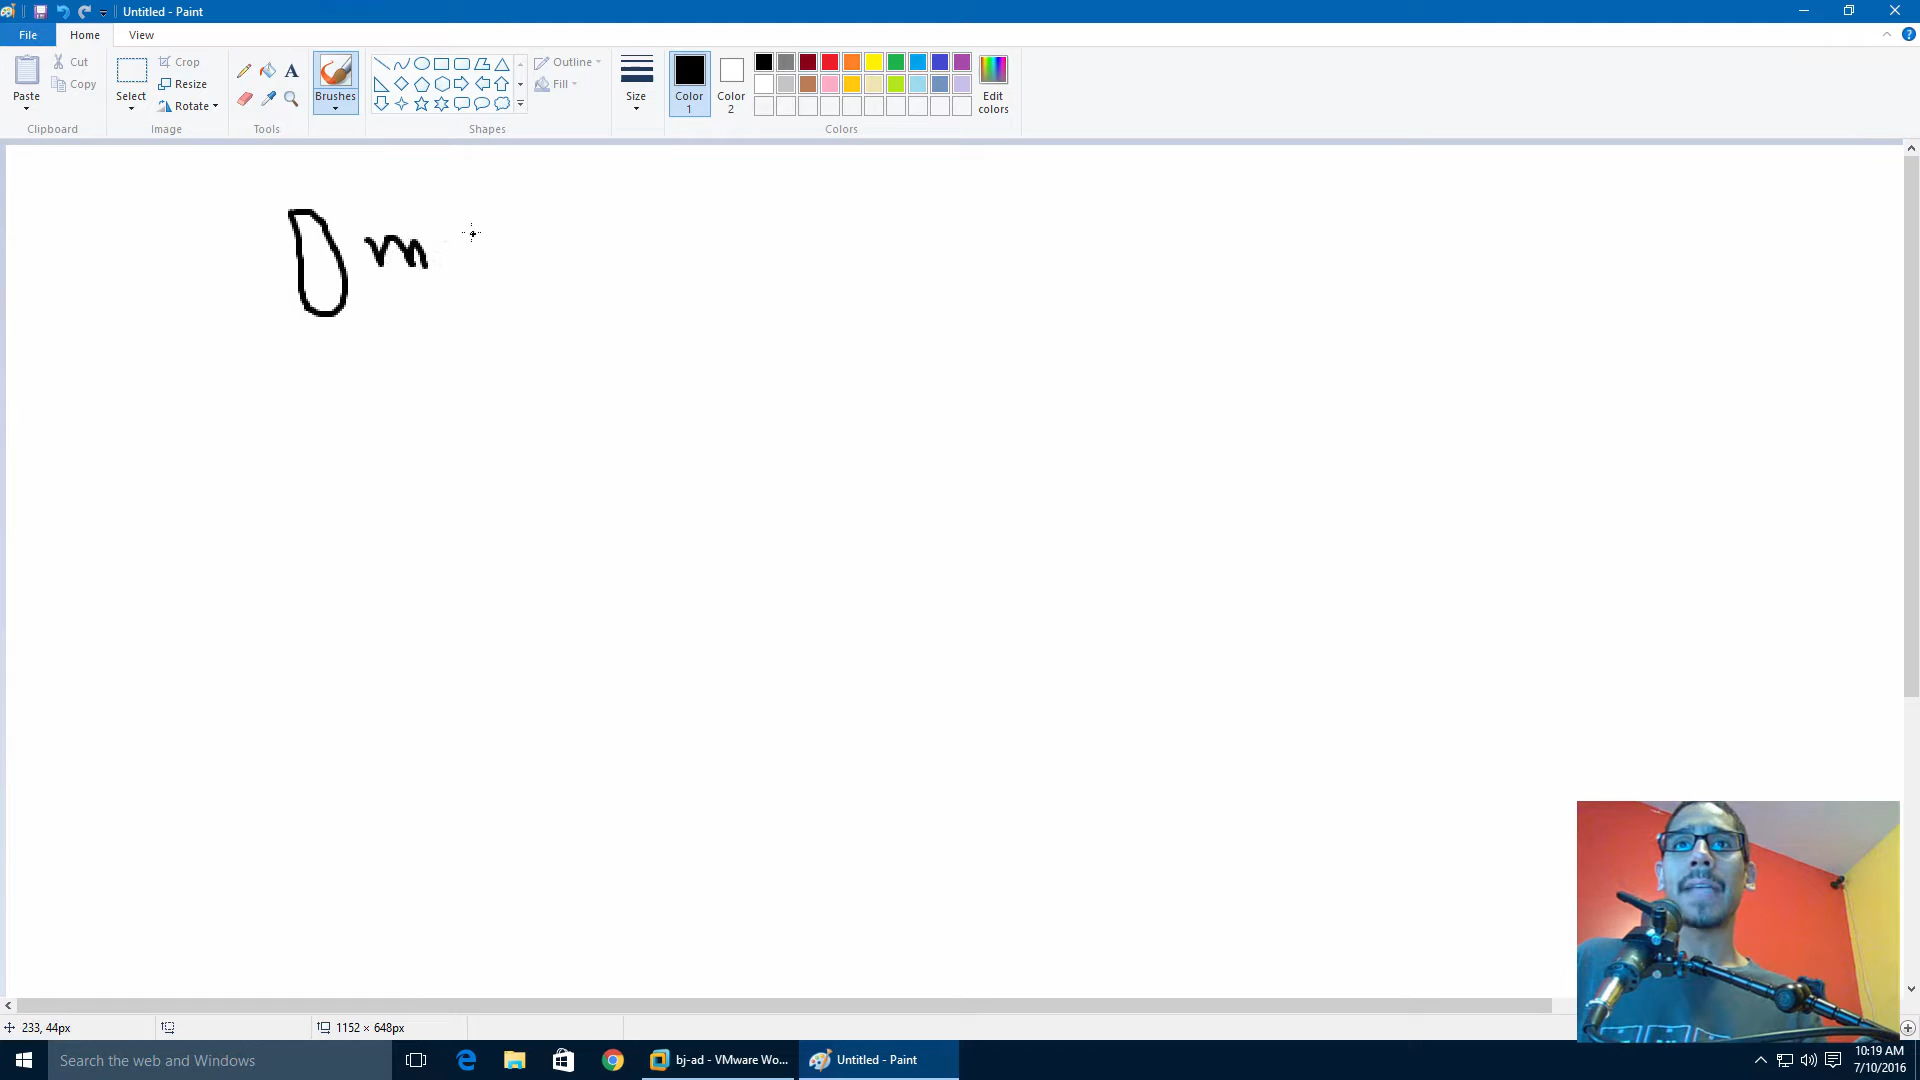 Untitled - Paint
File Home View
Cut Crop Outline
Copy Resize Fill
Paste Select Rotate Brushes Size Color 1 Color 2 Edit colors
Clipboard Image Tools Shapes Colors
Dm
233, 44px 1152 × 648px
Search the web and Windows bj-ad - VMware Wo... Untitled - Paint 10:19 AM
7/10/2016